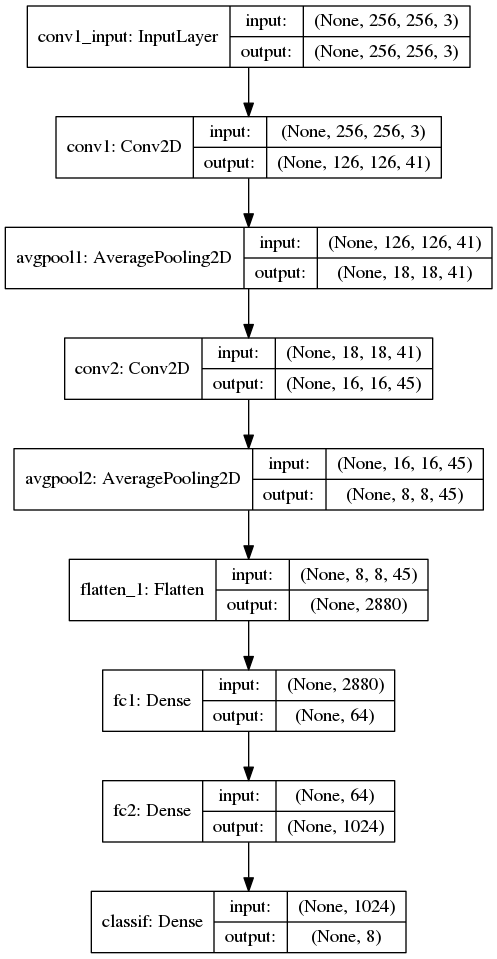 conv1_input: InputLayer
input: (None, 256, 256, 3)
output: (None, 256, 256, 3)
conv1: Conv2D
input: (None, 256, 256, 3)
output: (None, 126, 126, 41)
avgpool1: AveragePooling2D
input: (None, 126, 126, 41)
output: (None, 18, 18, 41)
conv2: Conv2D
input: (None, 18, 18, 41)
output: (None, 16, 16, 45)
avgpool2: AveragePooling2D
input: (None, 16, 16, 45)
output: (None, 8, 8, 45)
flatten_1: Flatten
input: (None, 8, 8, 45)
output: (None, 2880)
fc1: Dense
input: (None, 2880)
output: (None, 64)
fc2: Dense
input: (None, 64)
output: (None, 1024)
classif: Dense
input: (None, 1024)
output: (None, 8)